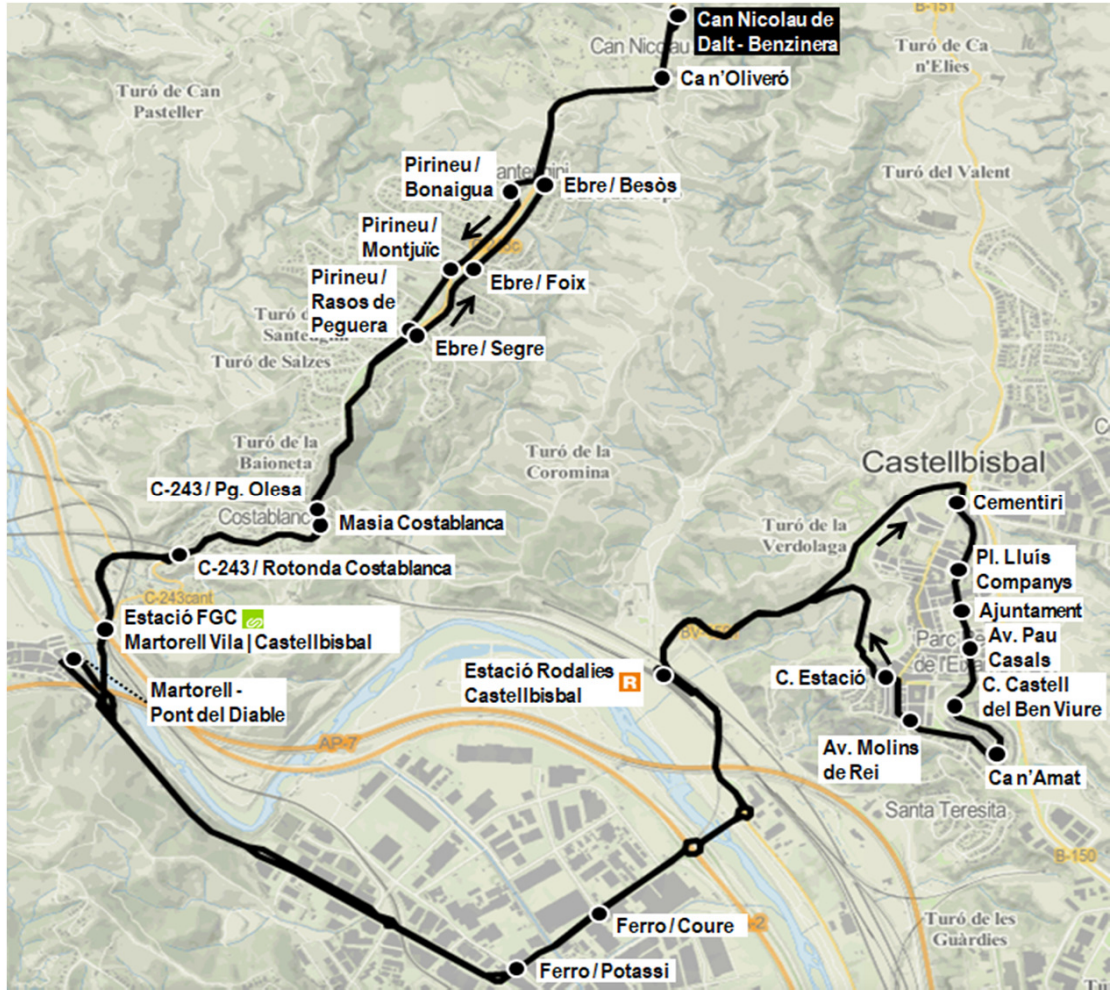 Can Nicolau de
Dalt - Benzinera
Can Nicolau
B-151
Turó de Ca
n'Elies
Ca n'Oliveró
Turó de Can
Pasteller
Pirineu /
Bonaigua
Ebre / Besòs
Turó del Valent
Pirineu /
Montjuïc
Ebre / Foix
Pirineu /
Rasos de
Peguera
Ebre / Segre
Turó de Salzes
Turó de la
Baioneta
Turó de la
Coromina
C-243 / Pg. Olesa
Masia Costablanca
C-243 / Rotonda Costablanca
C-243cant
Castellbisbal
Cementiri
Turó de la
Verdolaga
Pl. Lluís
Companys
Ajuntament
Av. Pau
Casals
Estació FGC
Martorell Vila | Castellbisbal
Estació Rodalies R
Castellbisbal
C. Estació
C. Castell
del Ben Viure
Martorell -
Pont del Diable
AP-7
Av. Molins
de Rei
Ca n'Amat
Santa Teresita
B-150
Ferro / Coure
Turó de les
Guàrdies
Ferro / Potassi